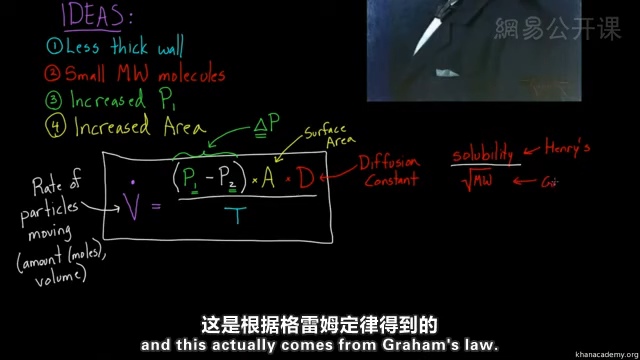 IDEAS:
① Less thick wall
② Small MW molecules
③ Increased P₁
④ Increased Area
網易公开课
ΔP
Surface Area
(P₁ - P₂) × A × D
V̇ =
T
Diffusion Constant
Rate of particles moving (amount (moles), volume)
solubility
√MW
Henry's
这是根据格雷姆定律得到的
and this actually comes from Graham's law.
khanacademy.org